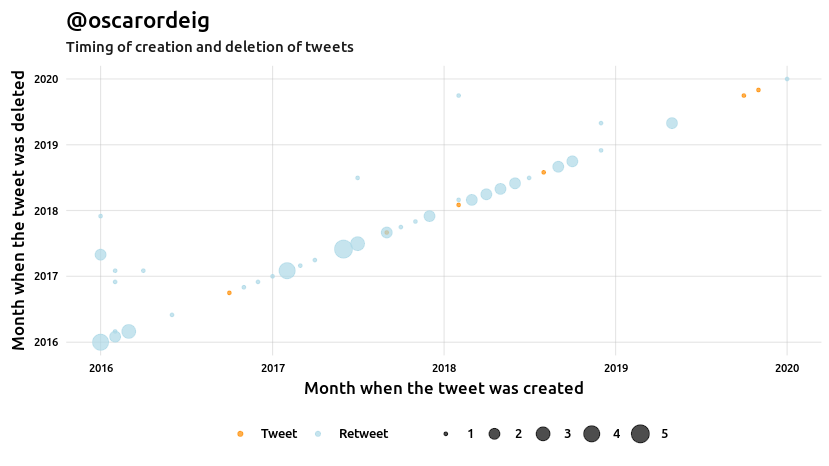 @oscarordeig
Timing of creation and deletion of tweets
Month when the tweet was deleted
2020
2019
2018
2017
2016
2016 2017 2018 2019 2020
Month when the tweet was created
Tweet Retweet 1 2 3 4 5